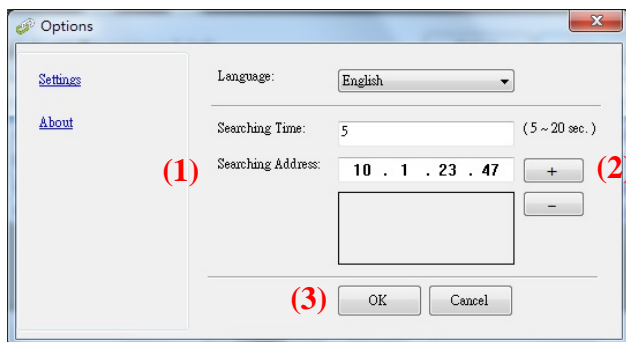 Options
Settings
About
Language:
English
Searching Time:
5
( 5 ~ 20 sec. )
(1)
Searching Address:
10 . 1 . 23 . 47
+
(2)
−
(3)
OK
Cancel